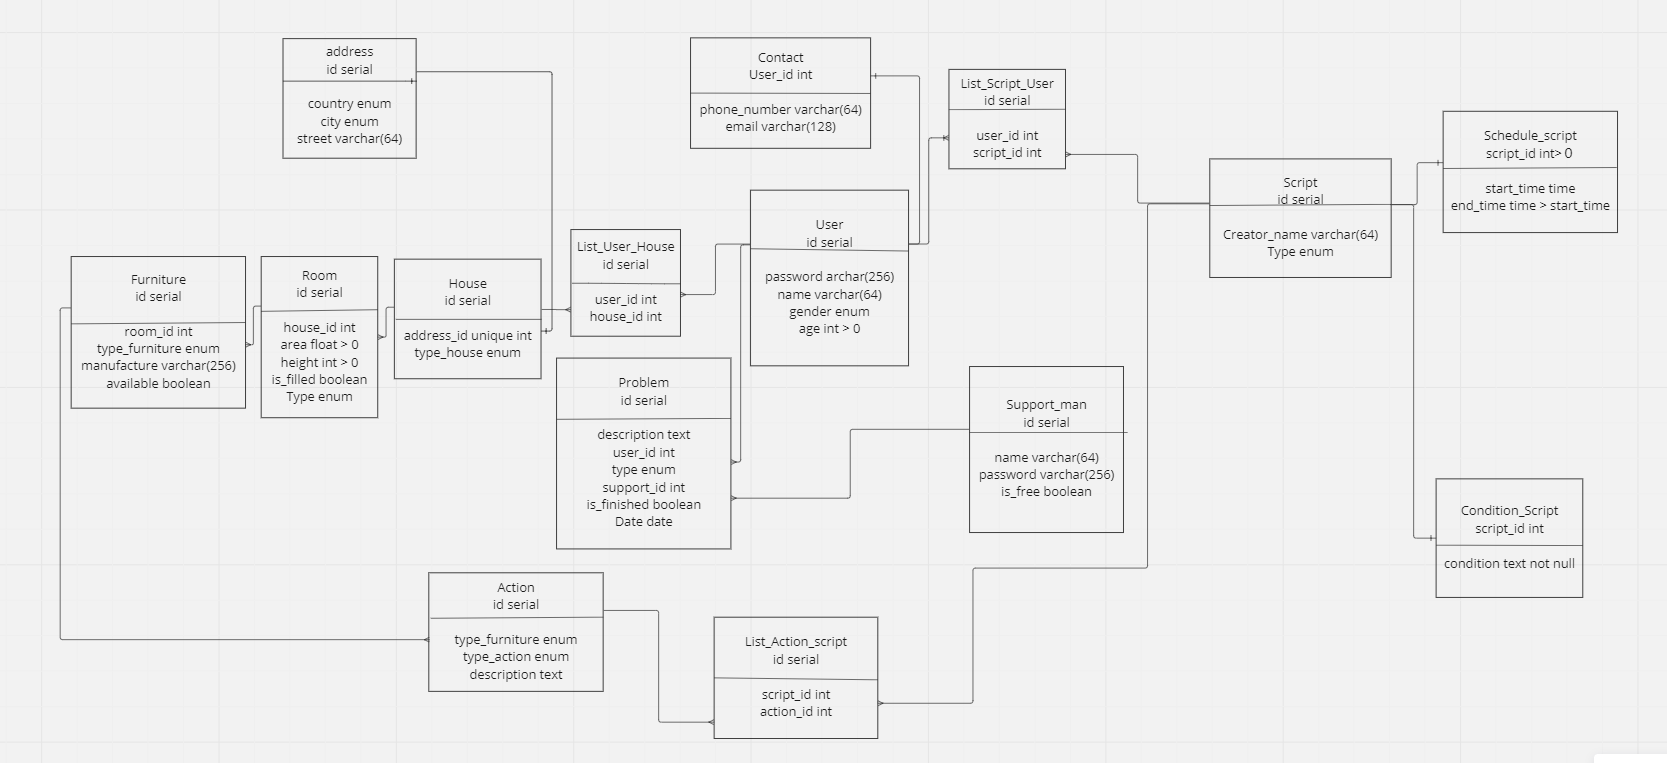 address
id serial
country enum
city enum
street varchar(64)
Contact
User_id int
phone_number varchar(64)
email varchar(128)
List_Script_User
id serial
user_id int
script_id int
Schedule_script
script_id int> 0
start_time time
end_time time > start_time
Script
id serial
Creator_name varchar(64)
Type enum
User
id serial
password archar(256)
name varchar(64)
gender enum
age int > 0
List_User_House
id serial
user_id int
house_id int
House
id serial
address_id unique int
type_house enum
Room
id serial
house_id int
area float > 0
height int > 0
is_filled boolean
Type enum
Furniture
id serial
room_id int
type_furniture enum
manufacture varchar(256)
available boolean
Problem
id serial
description text
user_id int
type enum
support_id int
is_finished boolean
Date date
Support_man
id serial
name varchar(64)
password varchar(256)
is_free boolean
Condition_Script
script_id int
condition text not null
Action
id serial
type_furniture enum
type_action enum
description text
List_Action_script
id serial
script_id int
action_id int